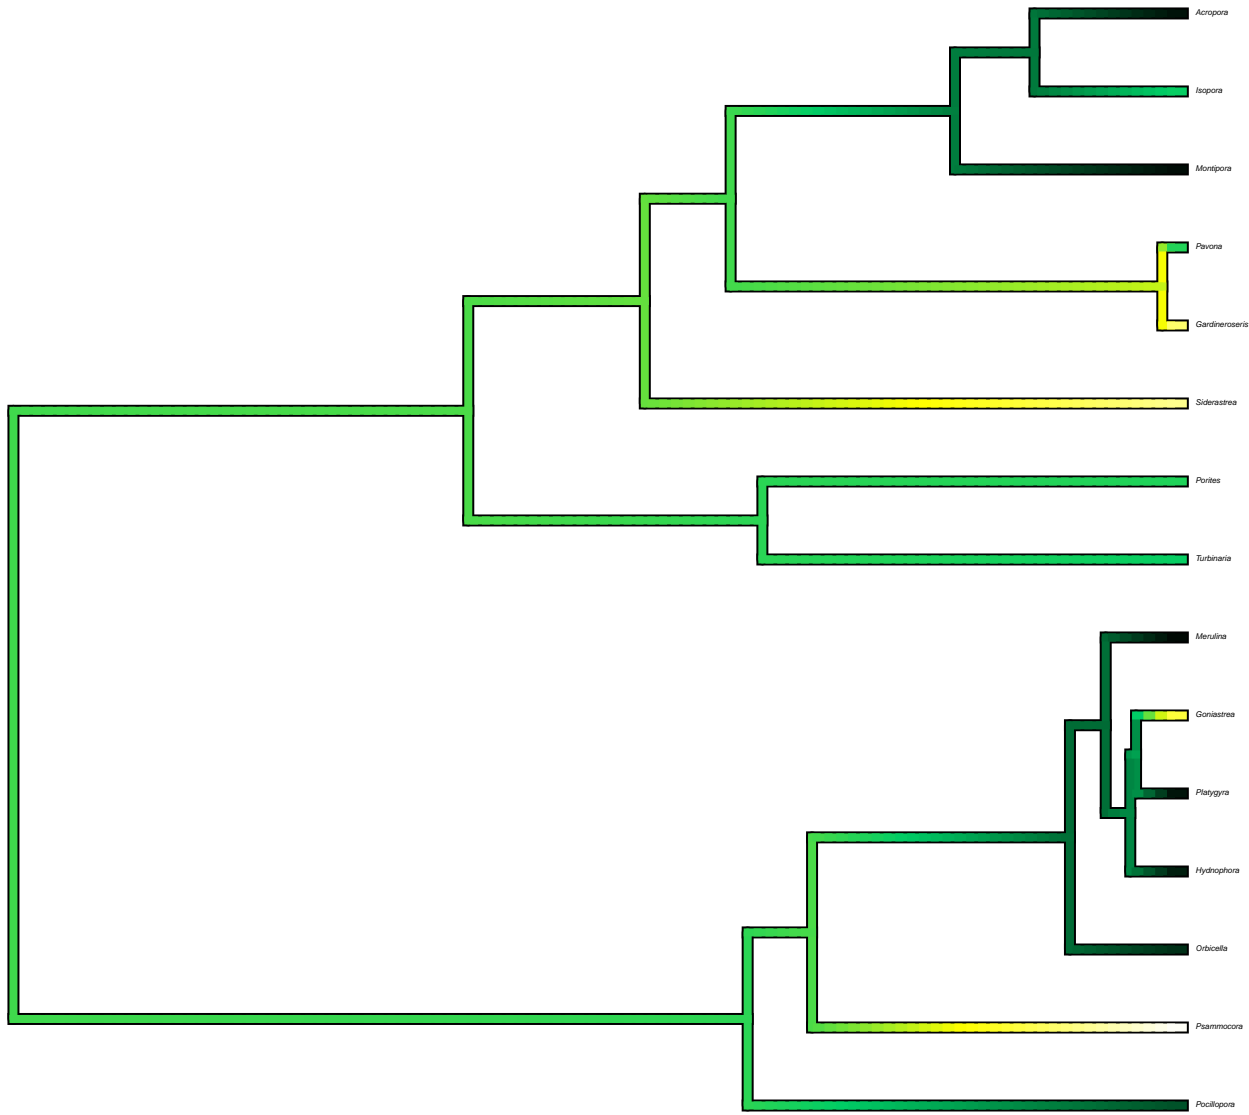 Acropora
Isopora
Montipora
Pavona
Gardineroseris
Siderastrea
Porites
Turbinaria
Merulina
Goniastrea
Platygyra
Hydnophora
Orbicella
Psammocora
Pocillopora